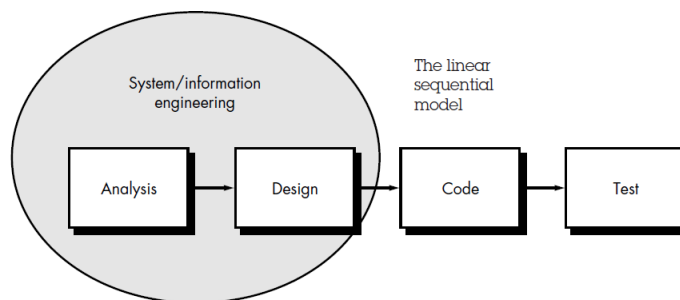 System/information
engineering
The linear
sequential
model
Analysis
Design
Code
Test